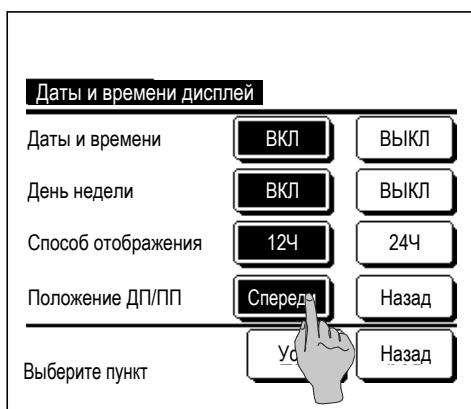 Даты и времени дисплей
Даты и времени ВКЛ ВЫКЛ
День недели ВКЛ ВЫКЛ
Способ отображения 12Ч 24Ч
Положение ДП/ПП Назад
Выберите пункт Назад